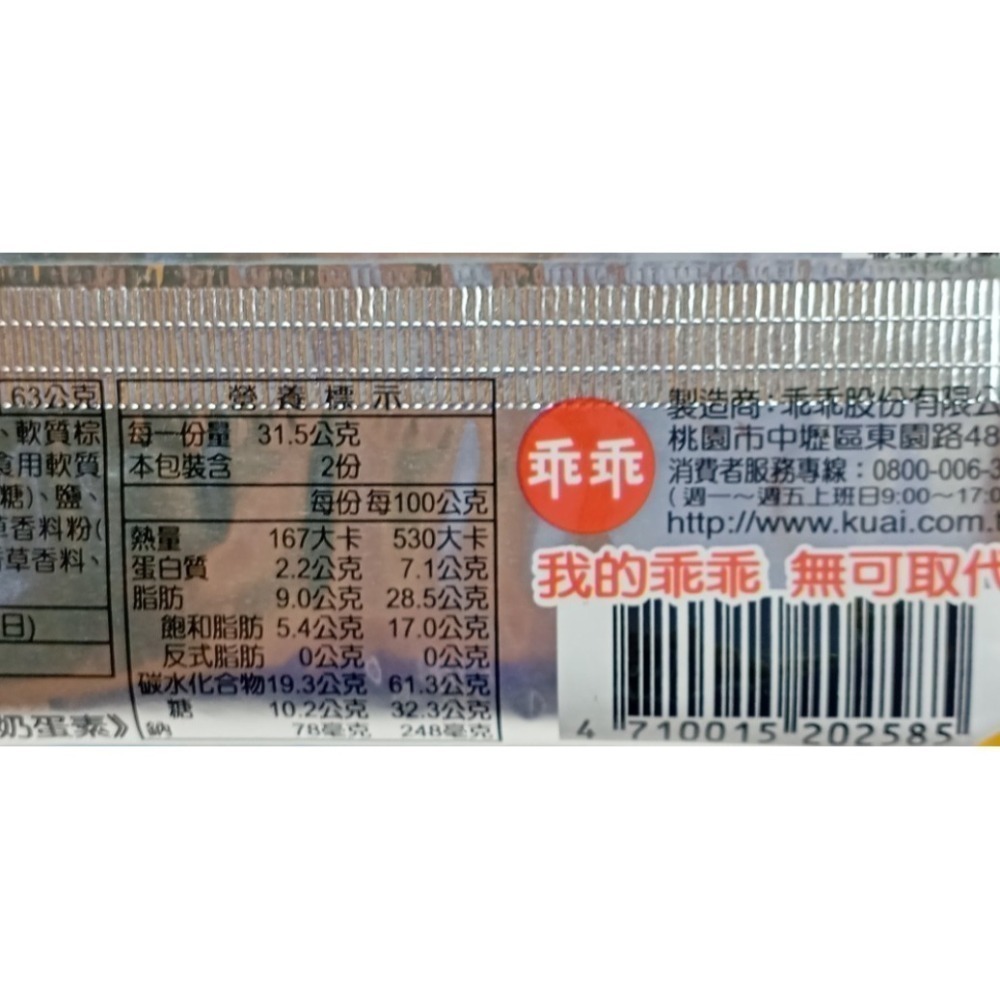 63公克
、軟質棕
食用軟質
糖)、鹽、
草香料粉(
草香料、
日)
奶蛋素》
營養標示
每一份量 31.5公克
本包裝含 2份
每份 每100公克
熱量 167大卡 530大卡
蛋白質 2.2公克 7.1公克
脂肪 9.0公克 28.5公克
飽和脂肪 5.4公克 17.0公克
反式脂肪 0公克 0公克
碳水化合物 19.3公克 61.3公克
糖 10.2公克 32.3公克
鈉 78毫克 248毫克
乖乖
製造商：乖乖股份有限公
桃園市中壢區東園路48
消費者服務專線：0800-006-3
(週一～週五上班日9:00～17:0
http://www.kuai.com.
我的乖乖 無可取代
4 710015 202585